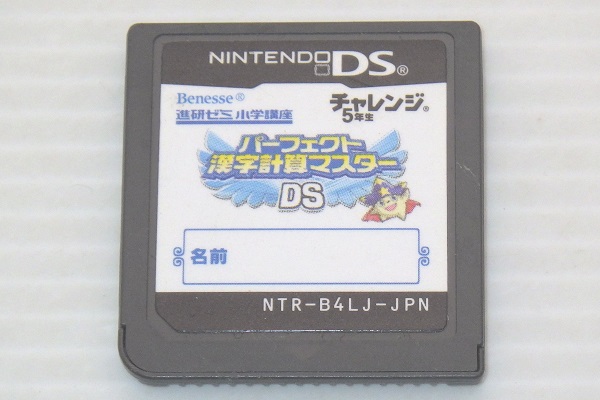 NINTENDO DS®
Benesse®
進研ゼミ小学講座
チャレンジ®
5年生
パーフェクト
漢字計算マスター
DS
名前
NTR-B4LJ-JPN